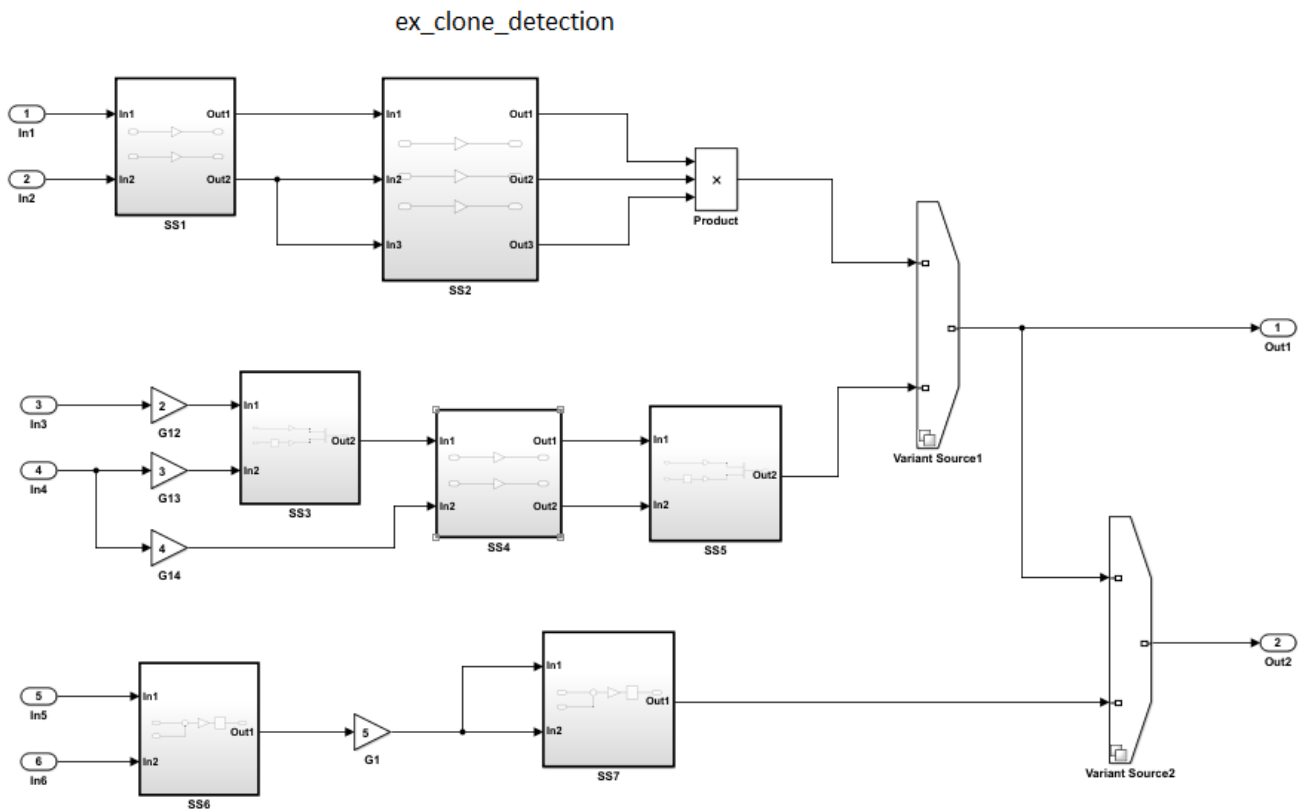 ex_clone_detection
1
In1
2
In2
In1
In2
Out1
Out2
SS1
In1
In2
In3
Out1
Out2
Out3
SS2
×
Product
Variant Source1
1
Out1
3
In3
4
In4
2
G12
3
G13
4
G14
In1
In2
Out2
SS3
In1
In2
Out1
Out2
SS4
In1
In2
Out2
SS5
5
In5
6
In6
In1
In2
Out1
SS6
5
G1
In1
In2
Out1
SS7
Variant Source2
2
Out2